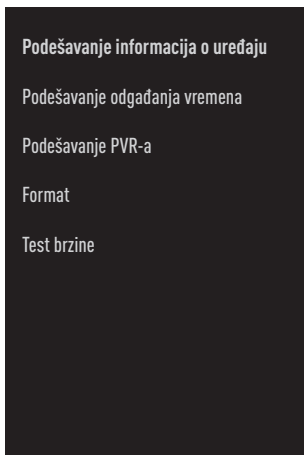 Podešavanje informacija o uređaju
Podešavanje odgađanja vremena
Podešavanje PVR-a
Format
Test brzine